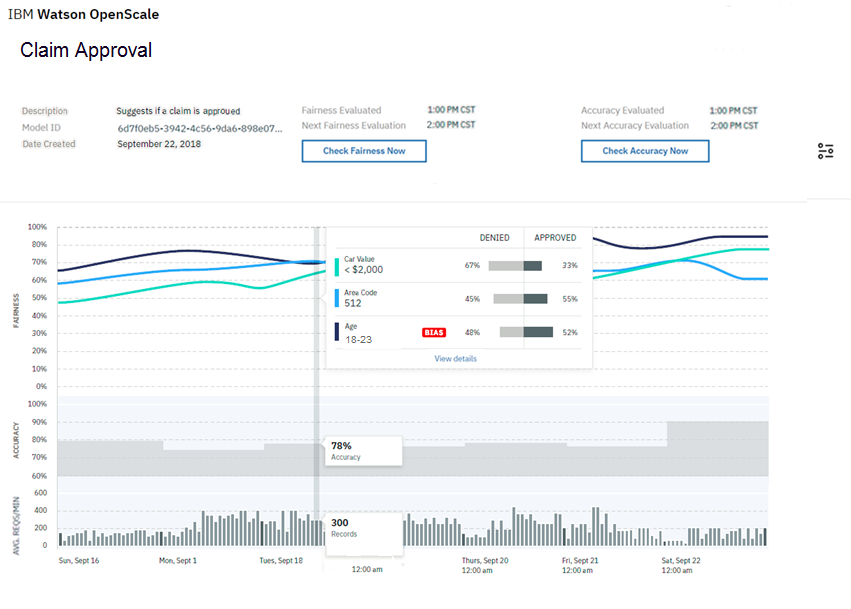 IBM Watson OpenScale
Claim Approval
Description Suggests if a claim is approued
Model ID 6d7f0eb5-3942-4c56-9da6-898e07...
Date Created September 22, 2018
Fairness Evaluated 1:00 PM CST
Next Fairness Evaluation 2:00 PM CST
Check Fairness Now
Accuracy Evaluated 1:00 PM CST
Next Accuracy Evaluation 2:00 PM CST
Check Accuracy Now
FAIRNESS
100%
80%
70%
60%
50%
40%
30%
20%
10%
0%
DENIED APPROVED
Car Value
< $2,000 67% 33%
Area Code
512 45% 55%
Age
18-23 BIAS 48% 52%
View details
ACCURACY
100%
90%
80%
70%
60%
78%
Accuracy
AVG. REQS/MIN
600
400
200
0
300
Records
Sun, Sept 16
Mon, Sept 1
Tues, Sept 18
12:00 am
Thurs, Sept 20
12:00 am
Fri, Sept 21
12:00 am
Sat, Sept 22
12:00 am